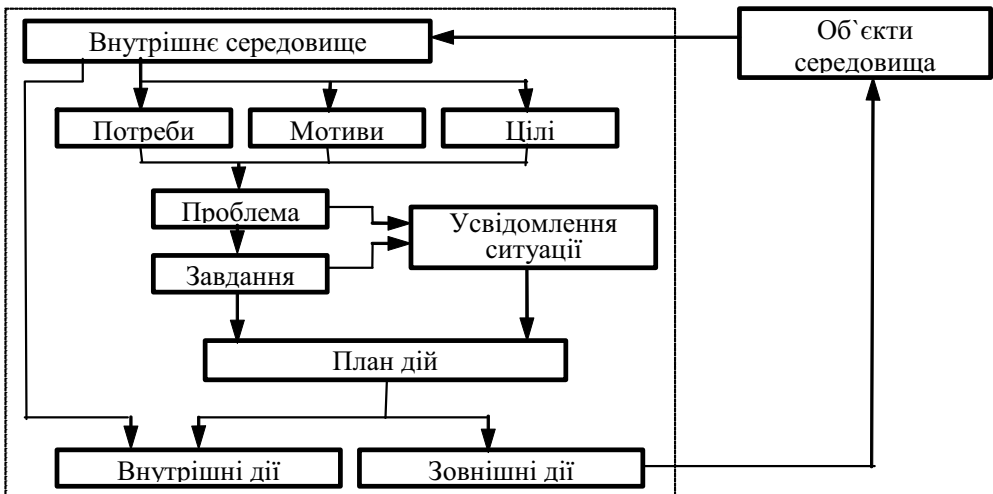 Внутрішнє середовище
Об`єкти
середовища
Потреби
Мотиви
Цілі
Проблема
Усвідомлення
ситуації
Завдання
План дій
Внутрішні дії
Зовнішні дії